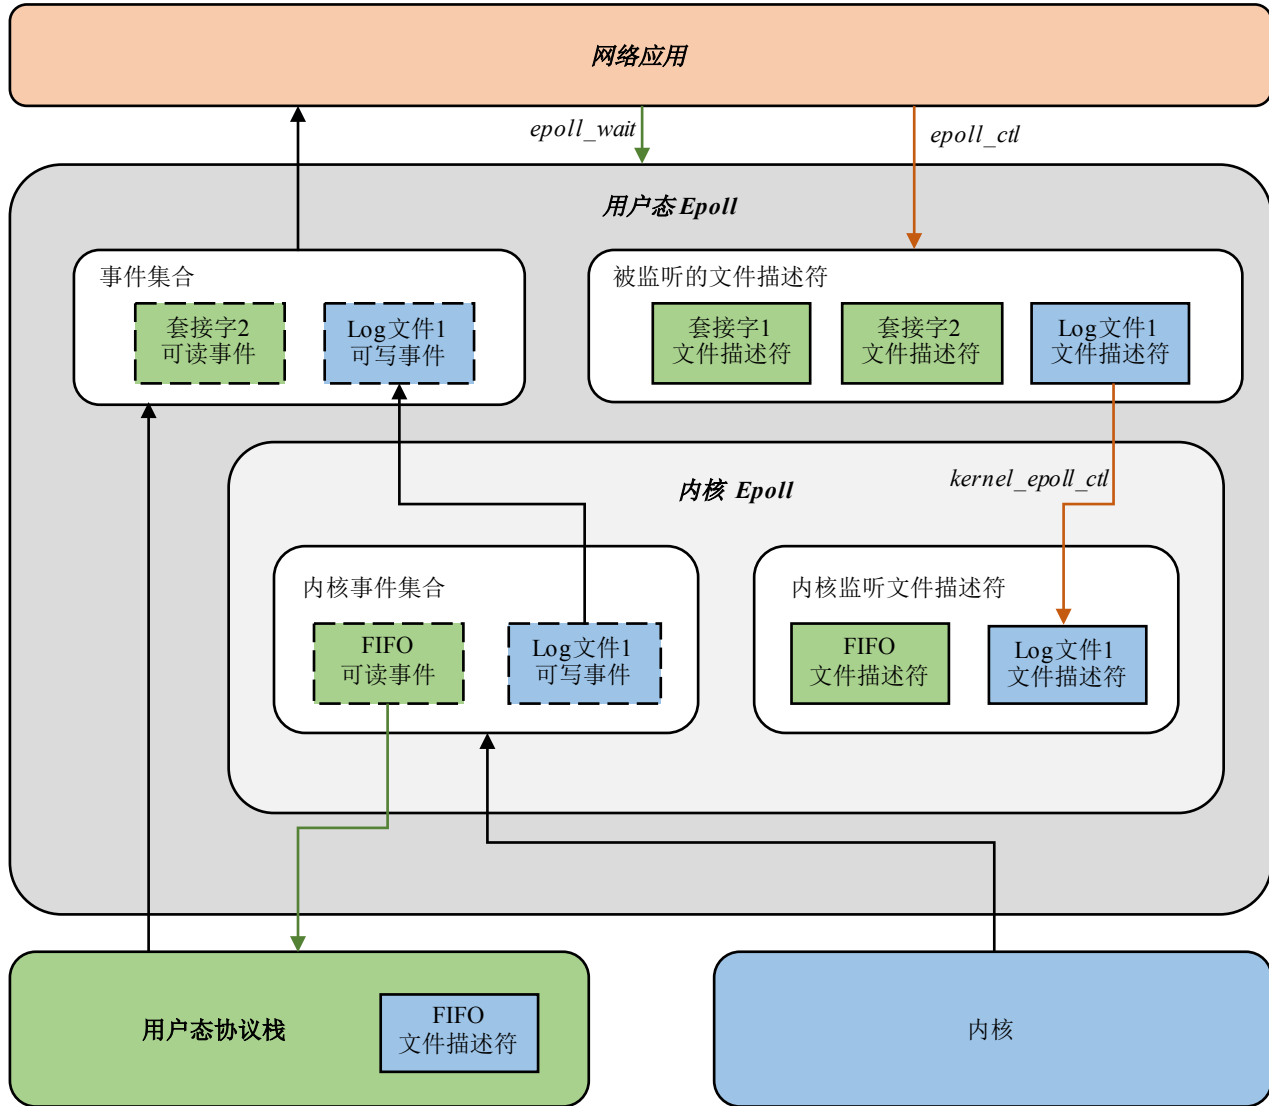 网络应用
epoll_wait
epoll_ctl
用户态 Epoll
事件集合
套接字2
可读事件
Log文件1
可写事件
被监听的文件描述符
套接字1
文件描述符
套接字2
文件描述符
Log文件1
文件描述符
内核 Epoll
kernel_epoll_ctl
内核事件集合
FIFO
可读事件
Log文件1
可写事件
内核监听文件描述符
FIFO
文件描述符
Log文件1
文件描述符
用户态协议栈
FIFO
文件描述符
内核